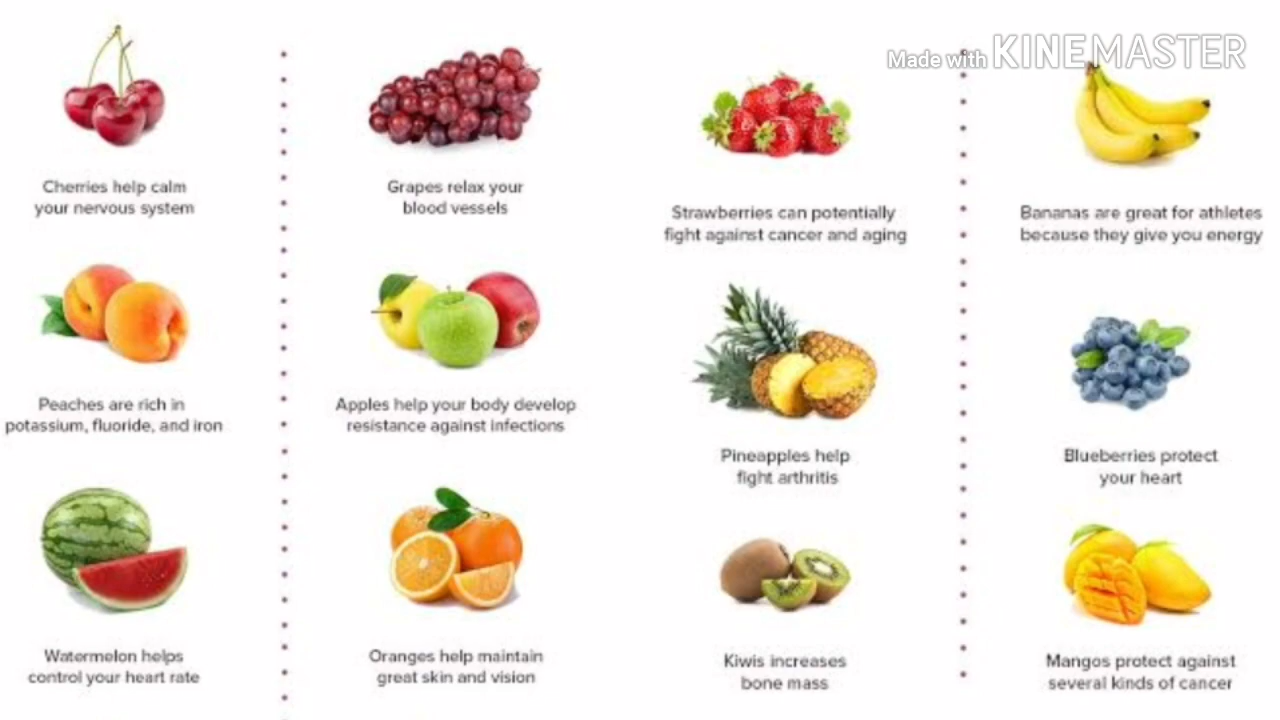 Made with KINEMASTER
Cherries help calm
your nervous system
Grapes relax your
blood vessels
Strawberries can potentially
fight against cancer and aging
Bananas are great for athletes
because they give you energy
Peaches are rich in
potassium, fluoride, and iron
Apples help your body develop
resistance against infections
Pineapples help
fight arthritis
Blueberries protect
your heart
Watermelon helps
control your heart rate
Oranges help maintain
great skin and vision
Kiwis increases
bone mass
Mangos protect against
several kinds of cancer